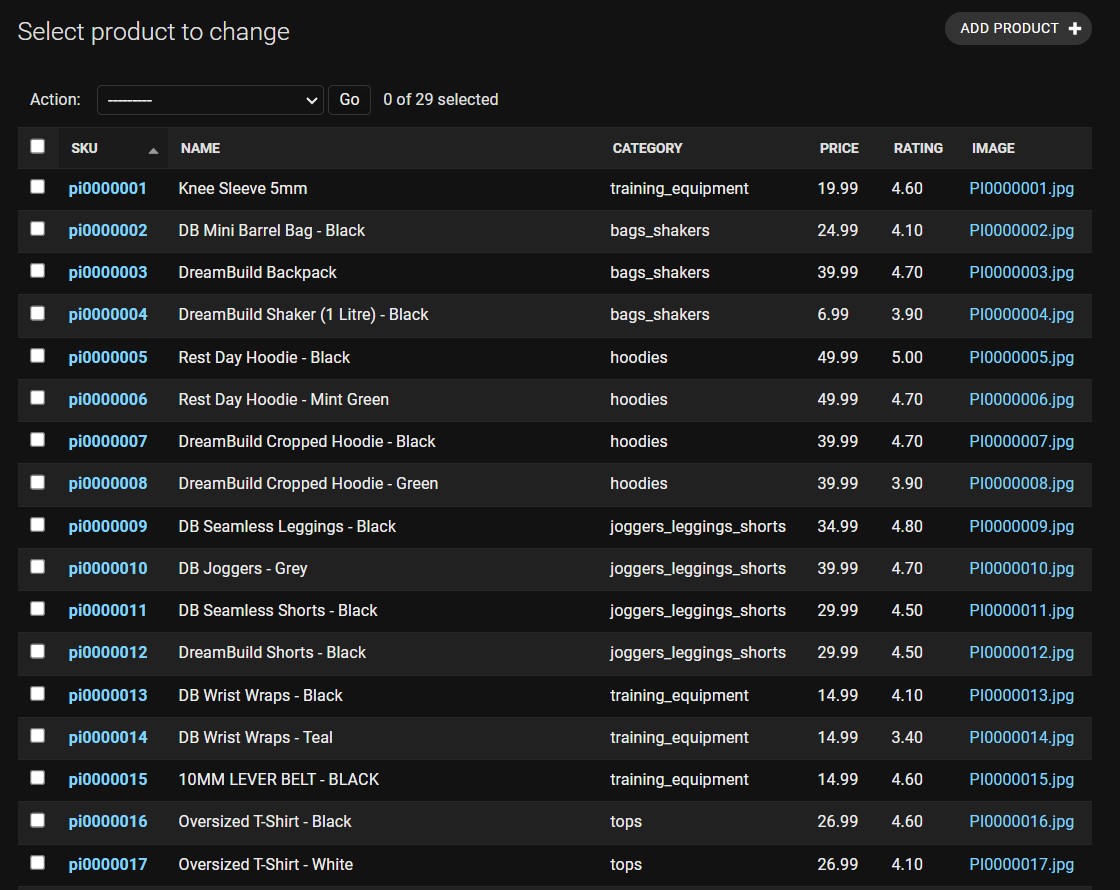 Select product to change
ADD PRODUCT
Action: --------- Go 0 of 29 selected
SKU NAME CATEGORY PRICE RATING IMAGE
pi0000001 Knee Sleeve 5mm training_equipment 19.99 4.60 PI0000001.jpg
pi0000002 DB Mini Barrel Bag - Black bags_shakers 24.99 4.10 PI0000002.jpg
pi0000003 DreamBuild Backpack bags_shakers 39.99 4.70 PI0000003.jpg
pi0000004 DreamBuild Shaker (1 Litre) - Black bags_shakers 6.99 3.90 PI0000004.jpg
pi0000005 Rest Day Hoodie - Black hoodies 49.99 5.00 PI0000005.jpg
pi0000006 Rest Day Hoodie - Mint Green hoodies 49.99 4.70 PI0000006.jpg
pi0000007 DreamBuild Cropped Hoodie - Black hoodies 39.99 4.70 PI0000007.jpg
pi0000008 DreamBuild Cropped Hoodie - Green hoodies 39.99 3.90 PI0000008.jpg
pi0000009 DB Seamless Leggings - Black joggers_leggings_shorts 34.99 4.80 PI0000009.jpg
pi0000010 DB Joggers - Grey joggers_leggings_shorts 39.99 4.70 PI0000010.jpg
pi0000011 DB Seamless Shorts - Black joggers_leggings_shorts 29.99 4.50 PI0000011.jpg
pi0000012 DreamBuild Shorts - Black joggers_leggings_shorts 29.99 4.50 PI0000012.jpg
pi0000013 DB Wrist Wraps - Black training_equipment 14.99 4.10 PI0000013.jpg
pi0000014 DB Wrist Wraps - Teal training_equipment 14.99 3.40 PI0000014.jpg
pi0000015 10MM LEVER BELT - BLACK training_equipment 14.99 4.60 PI0000015.jpg
pi0000016 Oversized T-Shirt - Black tops 26.99 4.60 PI0000016.jpg
pi0000017 Oversized T-Shirt - White tops 26.99 4.10 PI0000017.jpg